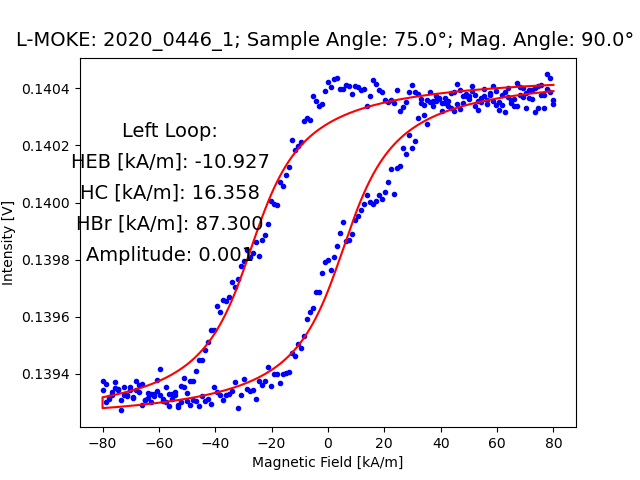 L-MOKE: 2020_0446_1; Sample Angle: 75.0°; Mag. Angle: 90.0°
Intensity [V]
0.1404
0.1402
0.1400
0.1398
0.1396
0.1394
Left Loop:
HEB [kA/m]: -10.927
HC [kA/m]: 16.358
HBr [kA/m]: 87.300
Amplitude: 0.001
−80 −60 −40 −20 0 20 40 60 80
Magnetic Field [kA/m]